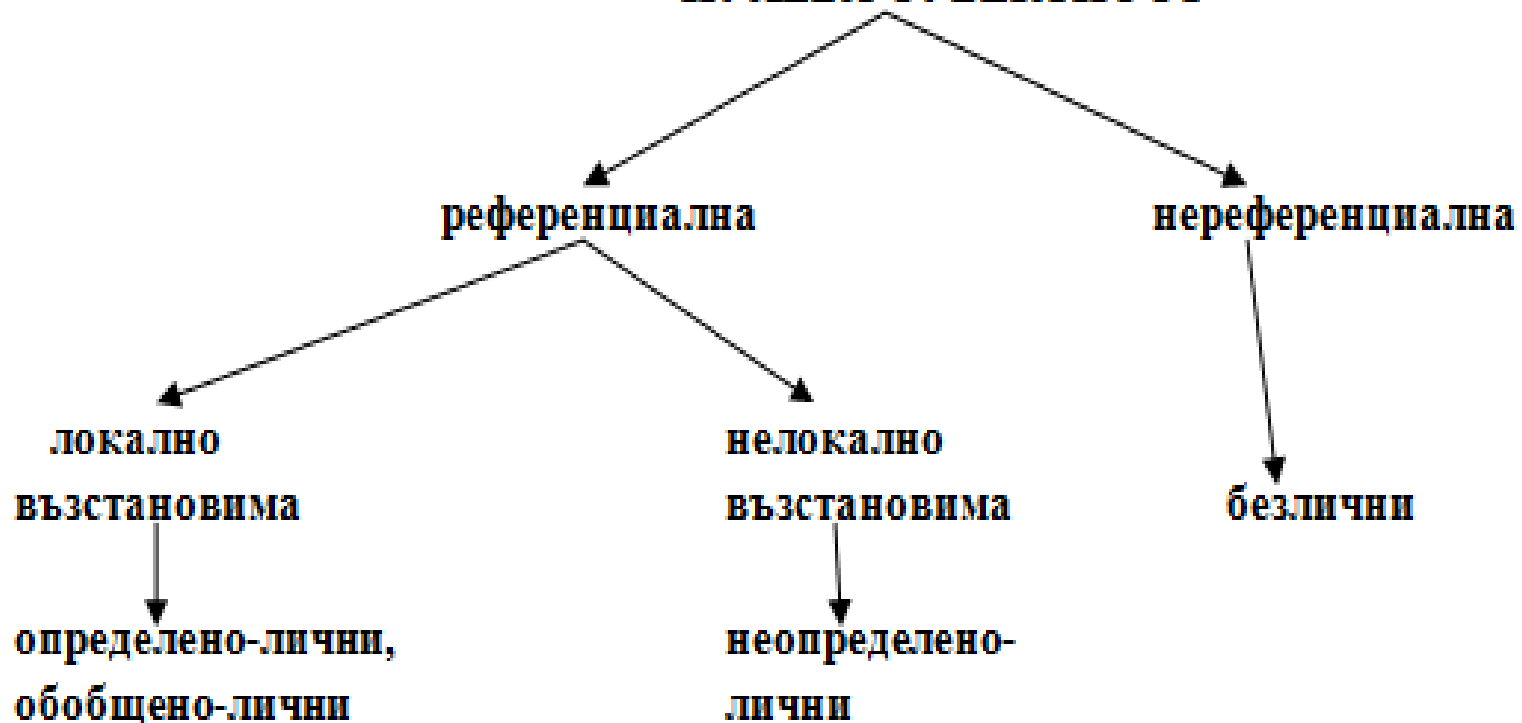 референциална
нереференциална
локално
възстановима
нелокално
възстановима
безлични
определено-лични,
обобщено-лични
неопределено-
лични